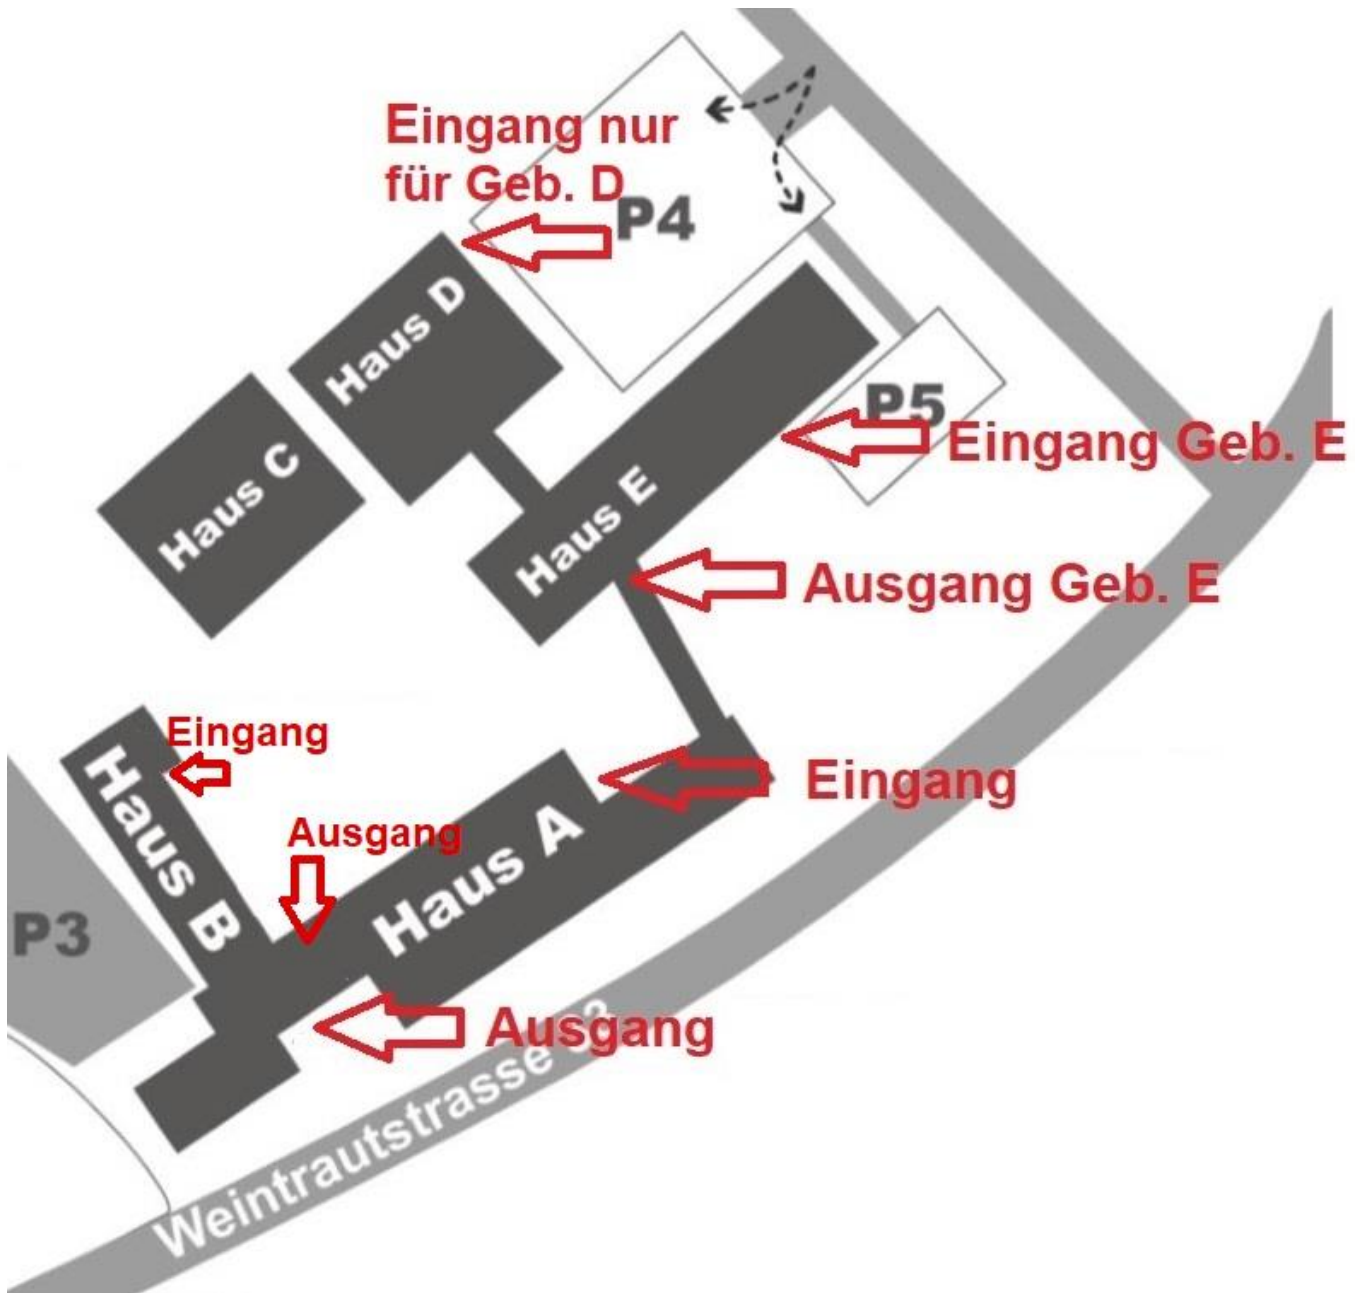 Eingang nur
für Geb. D
P4
Haus D
P5
Eingang Geb. E
Haus C
Haus E
Ausgang Geb. E
Eingang
Haus B
Eingang
Ausgang
Haus A
P3
Ausgang
Weintrautstrasse